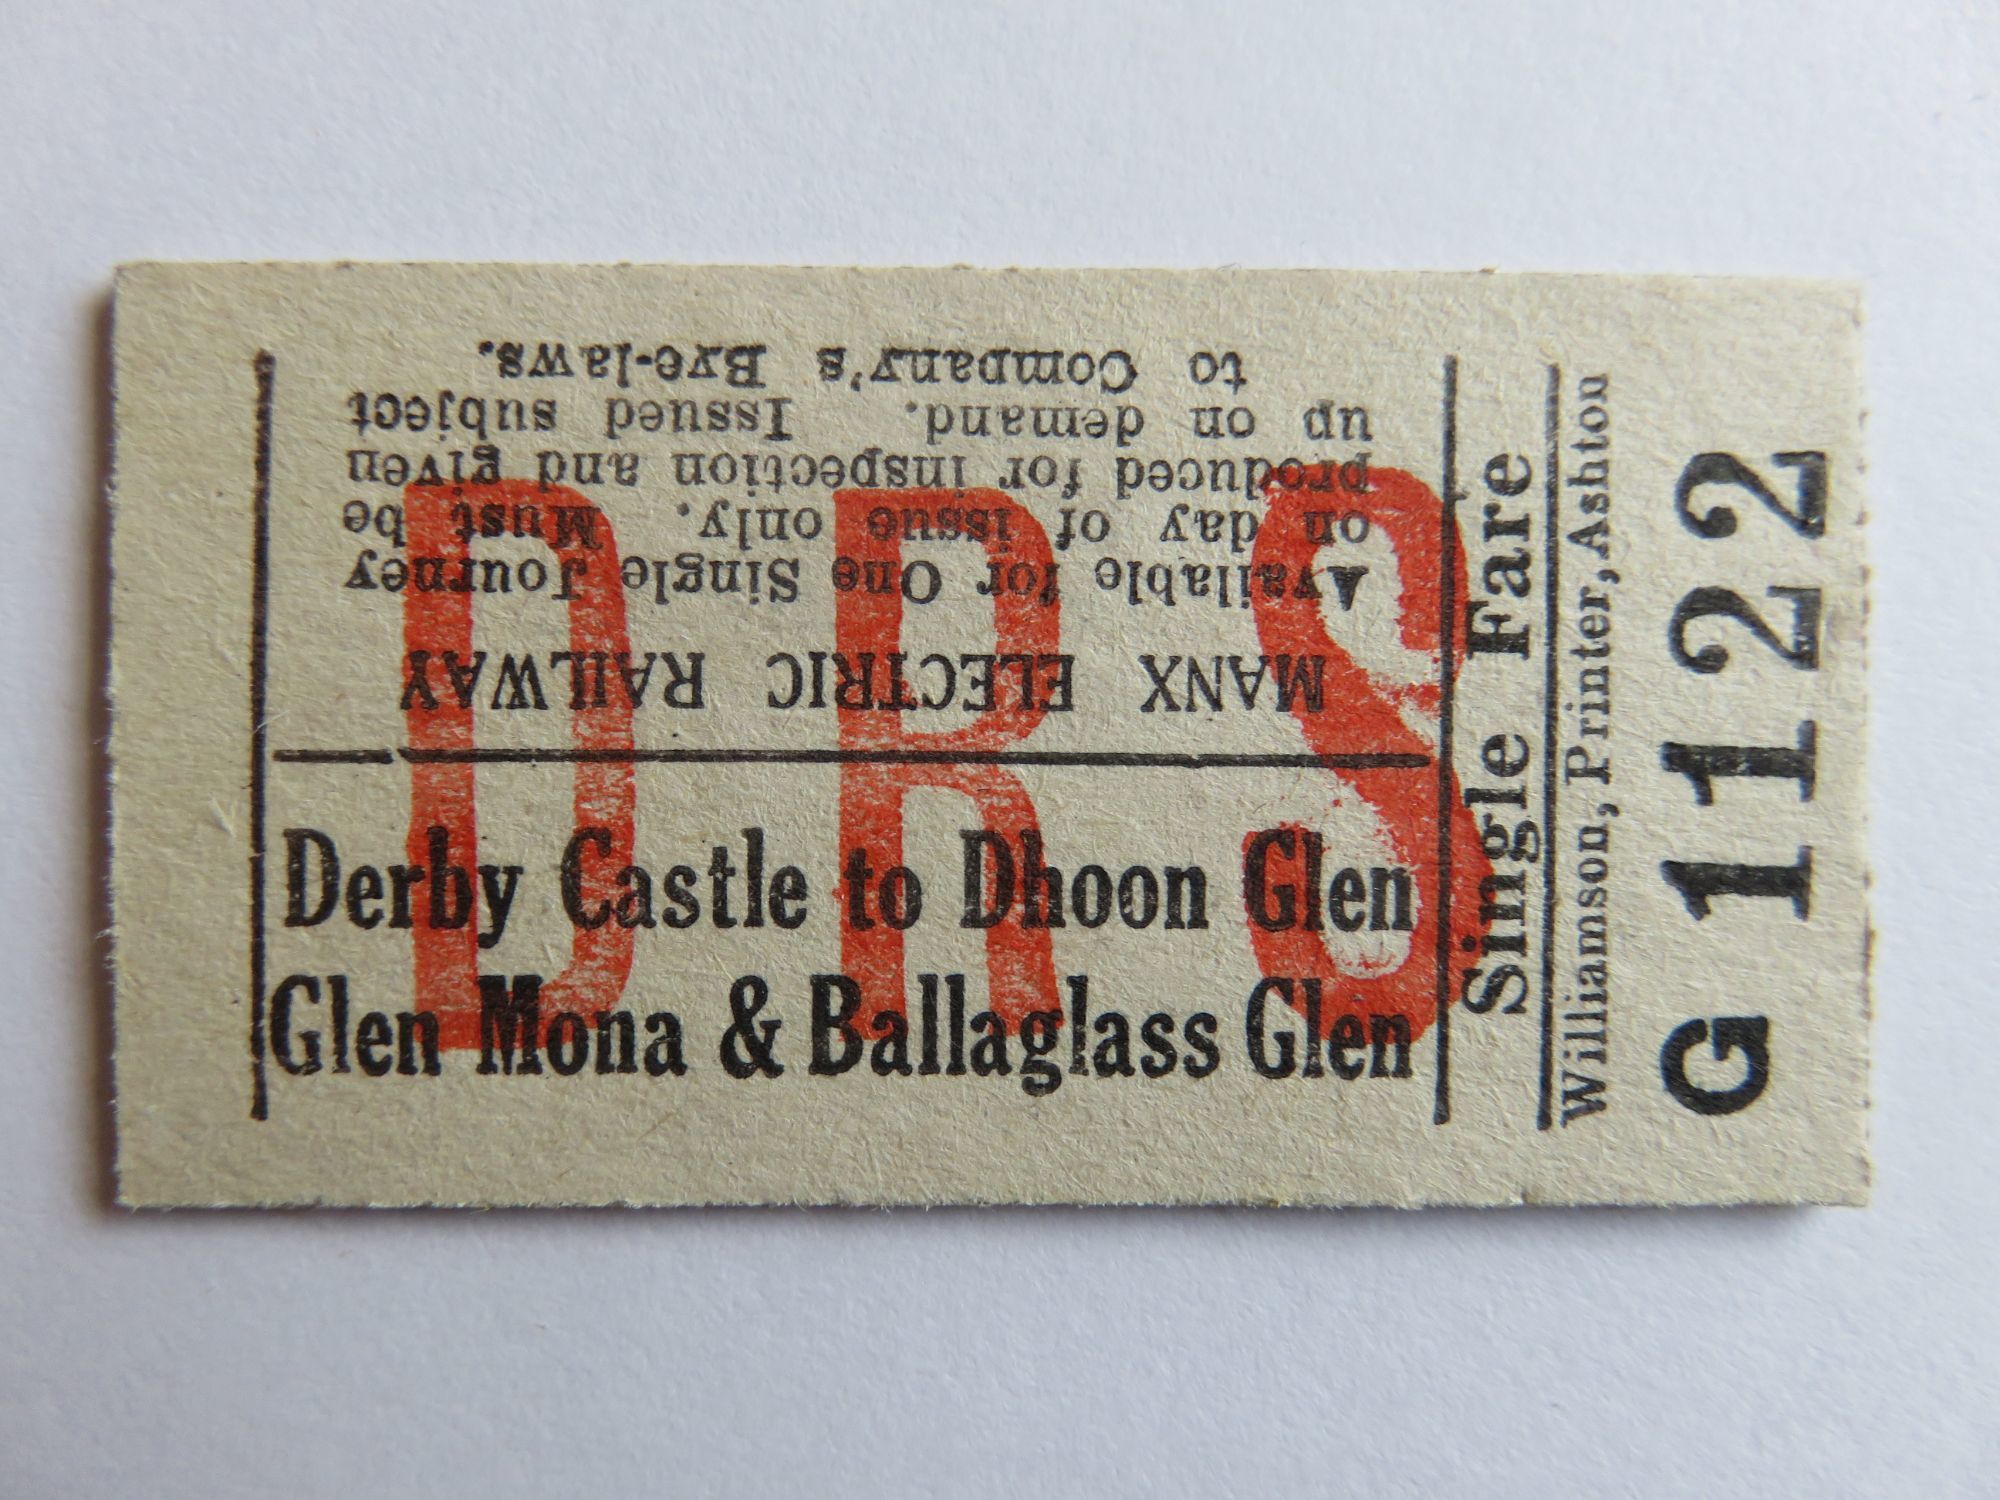 MANX ELECTRIC RAILWAY
Available for One Single Journey
on day of issue only. Must be
produced for inspection and given
up on demand. Issued subject
to Company's Bye-laws.
Derby Castle to Dhoon Glen
Glen Mona & Ballaglass Glen
DRS
Single Fare
Williamson, Printer, Ashton
G 1122